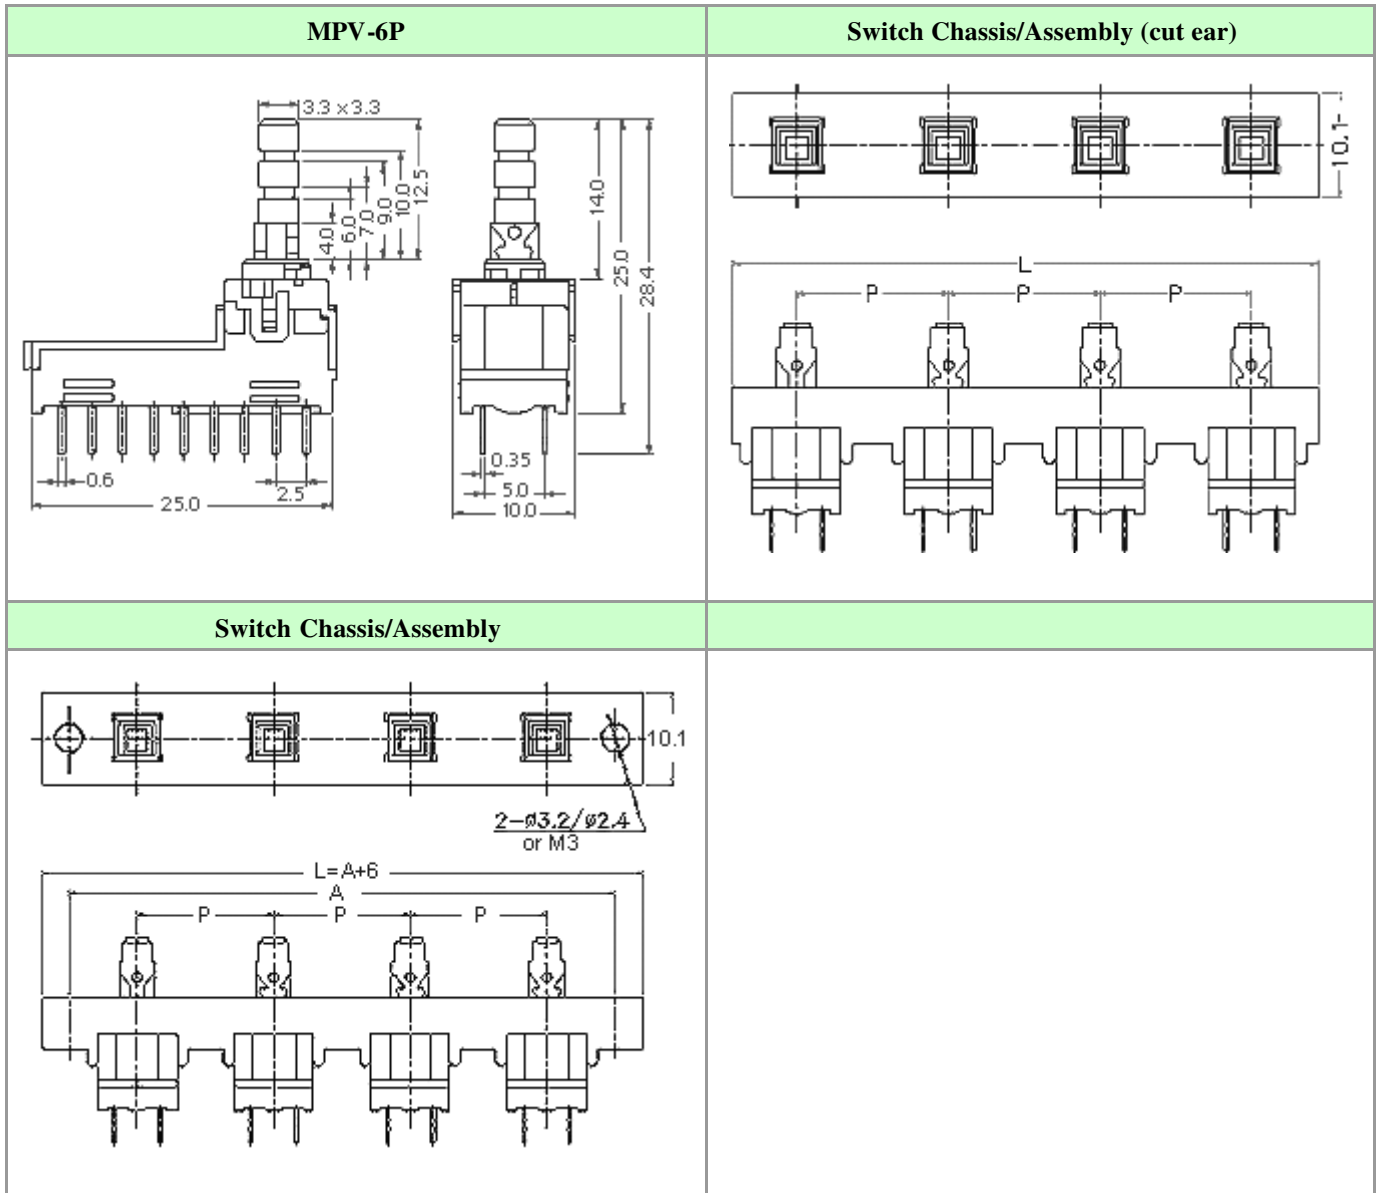 MPV-6P
Switch Chassis/Assembly (cut ear)
3.3 ×3.3
4.0
6.0
7.0
9.0
10.0
12.5
14.0
25.0
28.4
0.6
2.5
25.0
0.35
5.0
10.0
10.1
L
P P P
Switch Chassis/Assembly
10.1
2-ø3.2/ø2.4
or M3
L=A+6
A
P P P